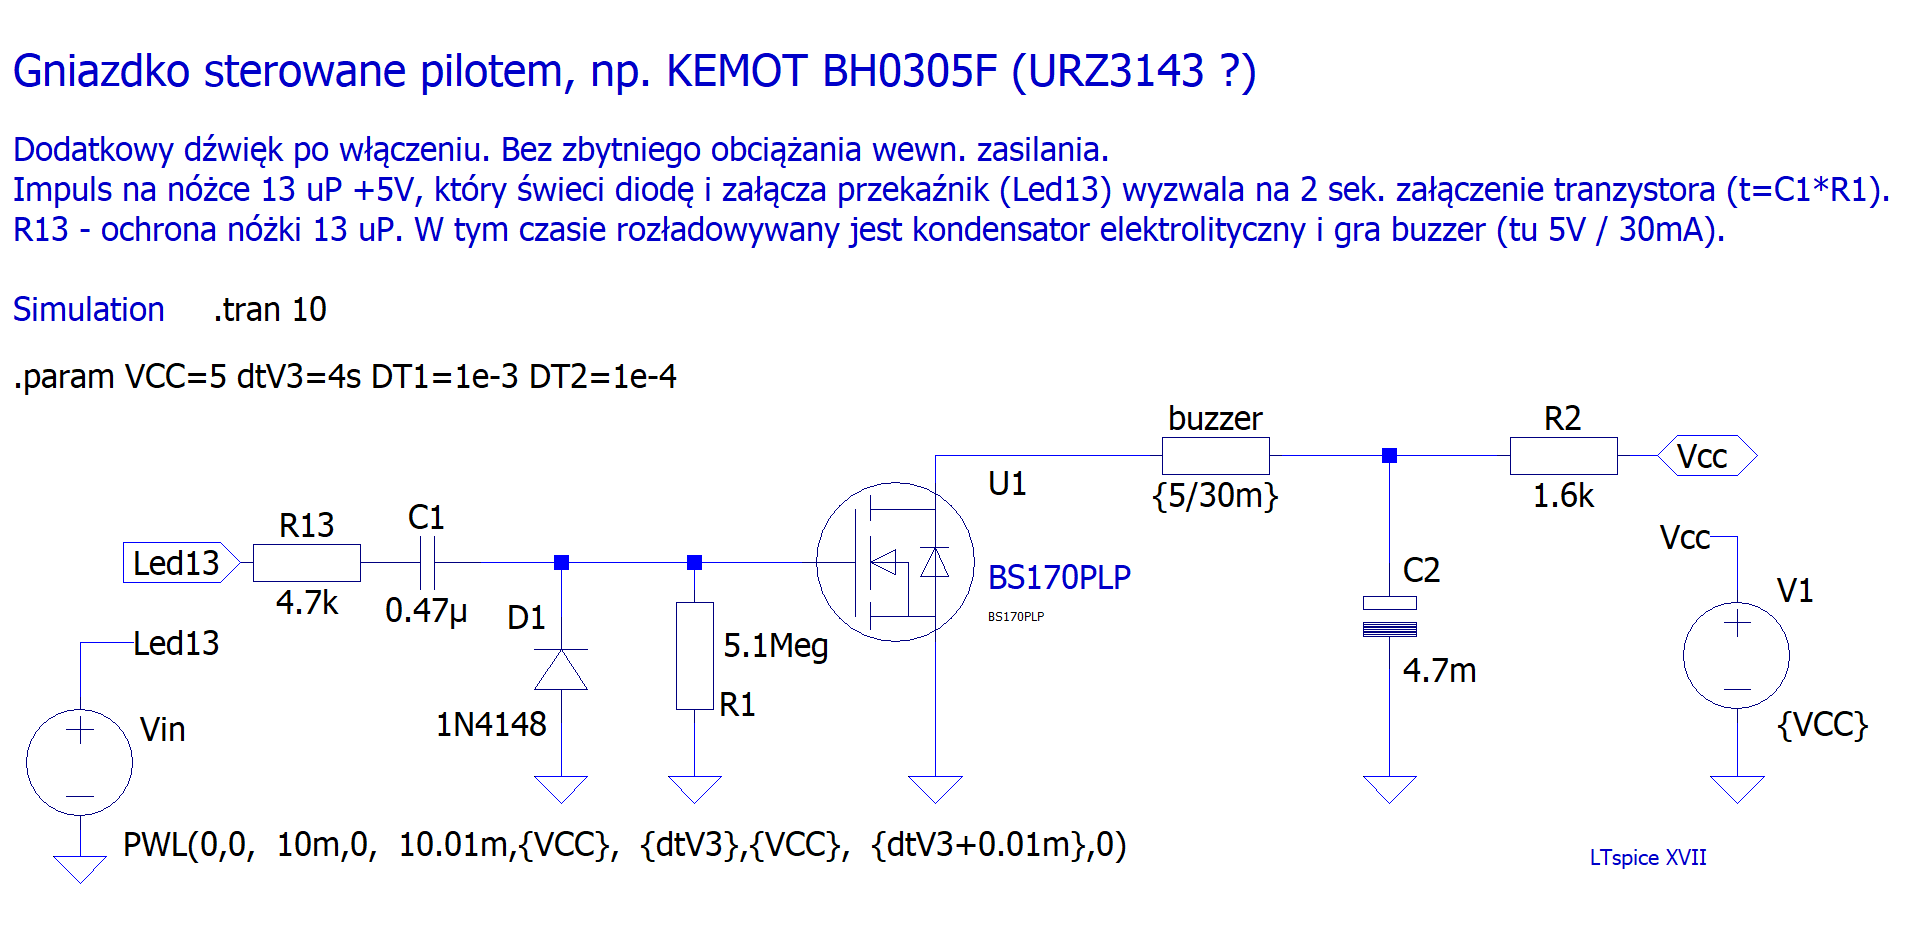 Gniazdko sterowane pilotem, np. KEMOT BH0305F (URZ3143 ?)
Dodatkowy dźwięk po włączeniu. Bez zbytniego obciążania wewn. zasilania.
Impuls na nóżce 13 uP +5V, który świeci diodę i załącza przekaźnik (Led13) wyzwala na 2 sek. załączenie tranzystora (t=C1*R1).
R13 - ochrona nóżki 13 uP. W tym czasie rozładowywany jest kondensator elektrolityczny i gra buzzer (tu 5V / 30mA).
Simulation .tran 10
.param VCC=5 dtV3=4s DT1=1e-3 DT2=1e-4
buzzer
{5/30m}
R2
1.6k
Vcc
U1
BS170PLP
BS170PLP
Led13
R13
4.7k
C1
0.47µ
D1
1N4148
5.1Meg
R1
C2
4.7m
Vcc
V1
{VCC}
Led13
Vin
PWL(0,0, 10m,0, 10.01m,{VCC}, {dtV3},{VCC}, {dtV3+0.01m},0)
LTspice XVII